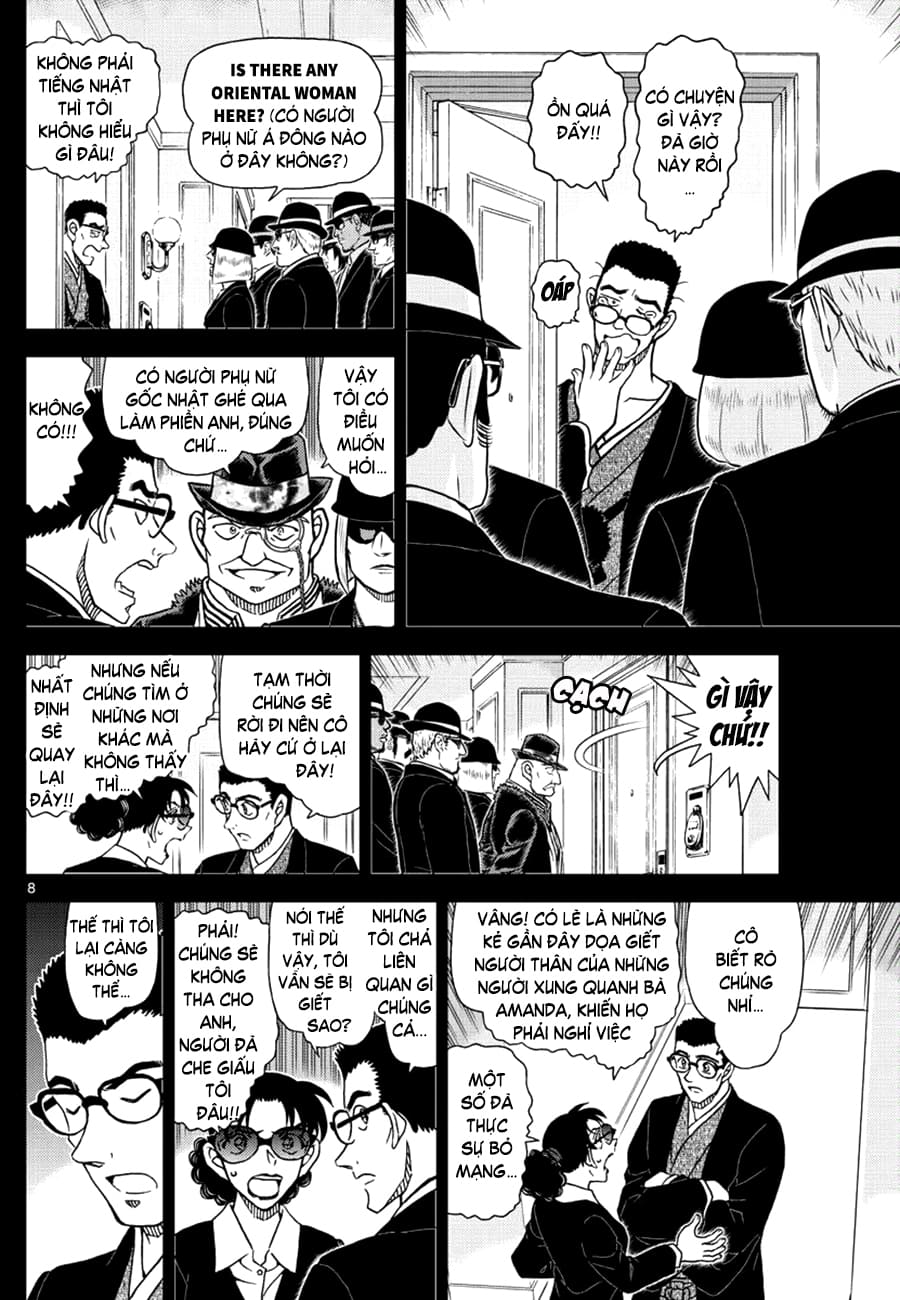 CÓ CHUYỆN
GÌ VẬY?
ĐÃ GIỜ
NÀY RỒI
...
ỒN QUÁ
ĐẤY!!
OÁP
IS THERE ANY
ORIENTAL WOMAN
HERE? (CÓ NGƯỜI
PHỤ NỮ Á ĐÔNG NÀO
Ở ĐÂY KHÔNG?)
KHÔNG PHẢI
TIẾNG NHẬT
THÌ TÔI
KHÔNG HIỂU
GÌ ĐÂU!
VẬY
TÔI CÓ
ĐIỀU
MUỐN
HỎI...
CÓ NGƯỜI PHỤ NỮ
GỐC NHẬT GHÉ QUA
LÀM PHIỀN ANH, ĐÚNG
CHỨ...
KHÔNG
CÓ!!!
GÌ VẬY
CHỨ!!
CẠCH
TẠM THỜI
CHÚNG SẼ
RỜI ĐI NÊN CÔ
HÃY CỨ Ở LẠI
ĐÂY!
NHƯNG NẾU
CHÚNG TÌM Ở
NHỮNG NƠI
KHÁC MÀ
KHÔNG THẤY
THÌ...
NHẤT
ĐỊNH
SẼ
QUAY
LẠI
ĐÂY!!
8
CÔ
BIẾT RÕ
CHÚNG
NHỈ...
VÂNG! CÓ LẼ LÀ NHỮNG
KẺ GẦN ĐÂY DỌA GIẾT
NGƯỜI THÂN CỦA NHỮNG
NGƯỜI XUNG QUANH BÀ
AMANDA, KHIẾN HỌ
PHẢI NGHỈ VIỆC
MỘT
SỐ ĐÃ
THỰC
SỰ BỎ
MẠNG...
NHƯNG
TÔI CHẢ
LIÊN
QUAN GÌ
CHÚNG
CẢ...
NÓI THẾ
THÌ DÙ
VẬY, TÔI
VẪN SẼ BỊ
GIẾT
SAO?
PHẢI!
CHÚNG SẼ
KHÔNG
THA CHO
ANH,
NGƯỜI ĐÃ
CHE GIẤU
TÔI
ĐÂU!!
THẾ THÌ TÔI
LẠI CÀNG
KHÔNG
THỂ...